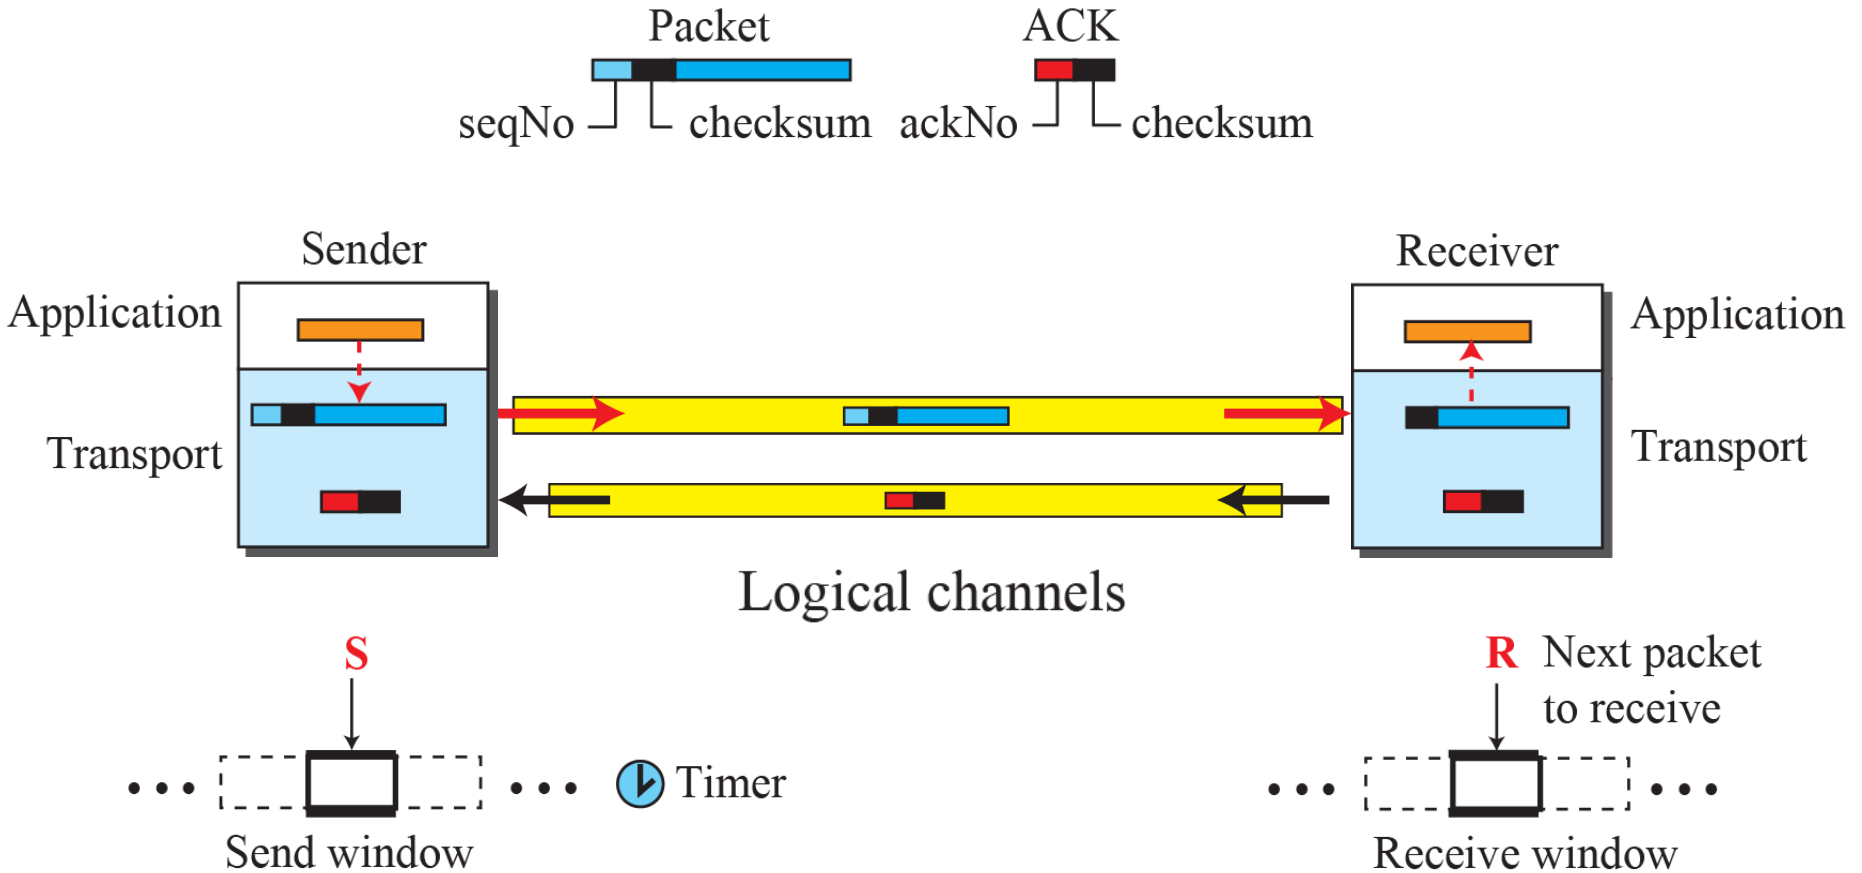 Packet
ACK
seqNo
checksum
ackNo
checksum
Sender
Receiver
Application
Application
Transport
Transport
Logical channels
S
R
Next packet
to receive
Timer
Send window
Receive window